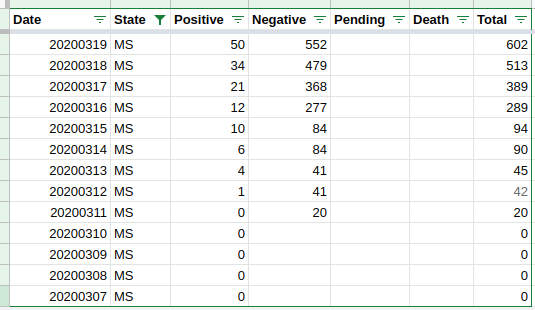 Date State Positive Negative Pending Death Total
20200319 MS 50 552 602
20200318 MS 34 479 513
20200317 MS 21 368 389
20200316 MS 12 277 289
20200315 MS 10 84 94
20200314 MS 6 84 90
20200313 MS 4 41 45
20200312 MS 1 41 42
20200311 MS 0 20 20
20200310 MS 0 0
20200309 MS 0 0
20200308 MS 0 0
20200307 MS 0 0